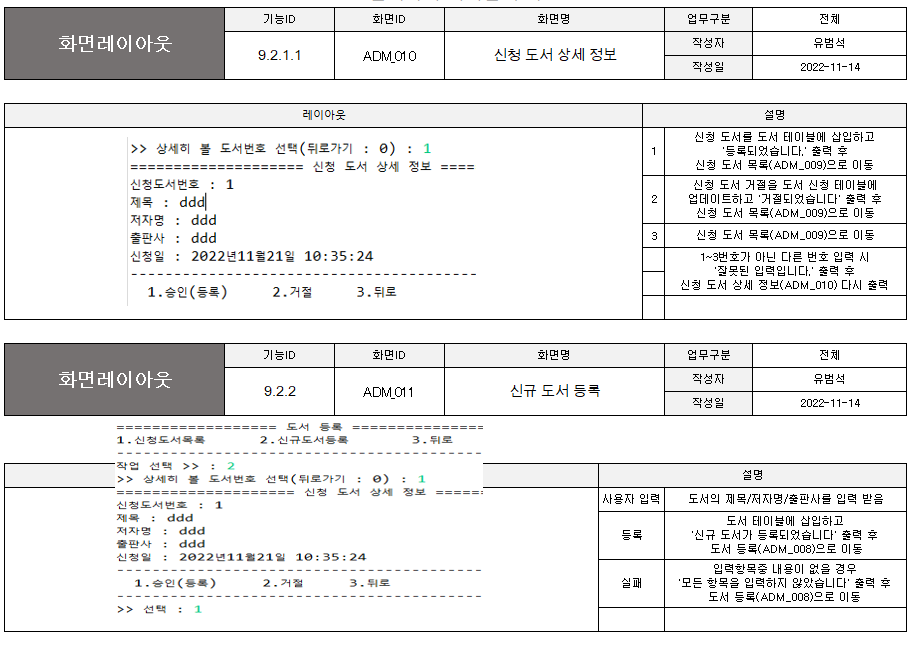 화면레이아웃
기능ID 화면ID 화면명 업무구분 전체
9.2.1.1 ADM_010 신청 도서 상세 정보
작성자 유범석
작성일 2022-11-14
레이아웃 설명
>> 상세히 볼 도서번호 선택(뒤로가기 : 0) : 1
==================== 신청 도서 상세 정보 ====
신청도서번호 : 1
제목 : ddd
저자명 : ddd
출판사 : ddd
신청일 : 2022년11월21일 10:35:24
----------------------------------------
1.승인(등록) 2.거절 3.뒤로
1 신청 도서를 도서 테이블에 삽입하고
'등록되었습니다.' 출력 후
신청 도서 목록(ADM_009)으로 이동
2 신청 도서 거절을 도서 신청 테이블에
업데이트하고 '거절되었습니다' 출력 후
신청 도서 목록(ADM_009)으로 이동
3 신청 도서 목록(ADM_009)으로 이동
1~3번호가 아닌 다른 번호 입력 시
'잘못된 입력입니다.' 출력 후
신청 도서 상세 정보(ADM_010) 다시 출력
화면레이아웃
기능ID 화면ID 화면명 업무구분 전체
9.2.2 ADM_011 신규 도서 등록
작성자 유범석
작성일 2022-11-14
================== 도서 등록 ===============
1.신청도서목록 2.신규도서등록 3.뒤로
------------------------------------------
작업 선택 >> : 2
>> 상세히 볼 도서번호 선택(뒤로가기 : 0) : 1
==================== 신청 도서 상세 정보 ======
신청도서번호 : 1
제목 : ddd
저자명 : ddd
출판사 : ddd
신청일 : 2022년11월21일 10:35:24
------------------------------------------
1.승인(등록) 2.거절 3.뒤로
------------------------------------------
>> 선택 : 1
설명
사용자 입력 도서의 제목/저자명/출판사를 입력 받음
등록 도서 테이블에 삽입하고
'신규 도서가 등록되었습니다' 출력 후
도서 등록(ADM_008)으로 이동
실패 입력항목중 내용이 없을 경우
'모든 항목을 입력하지 않았습니다' 출력 후
도서 등록(ADM_008)으로 이동